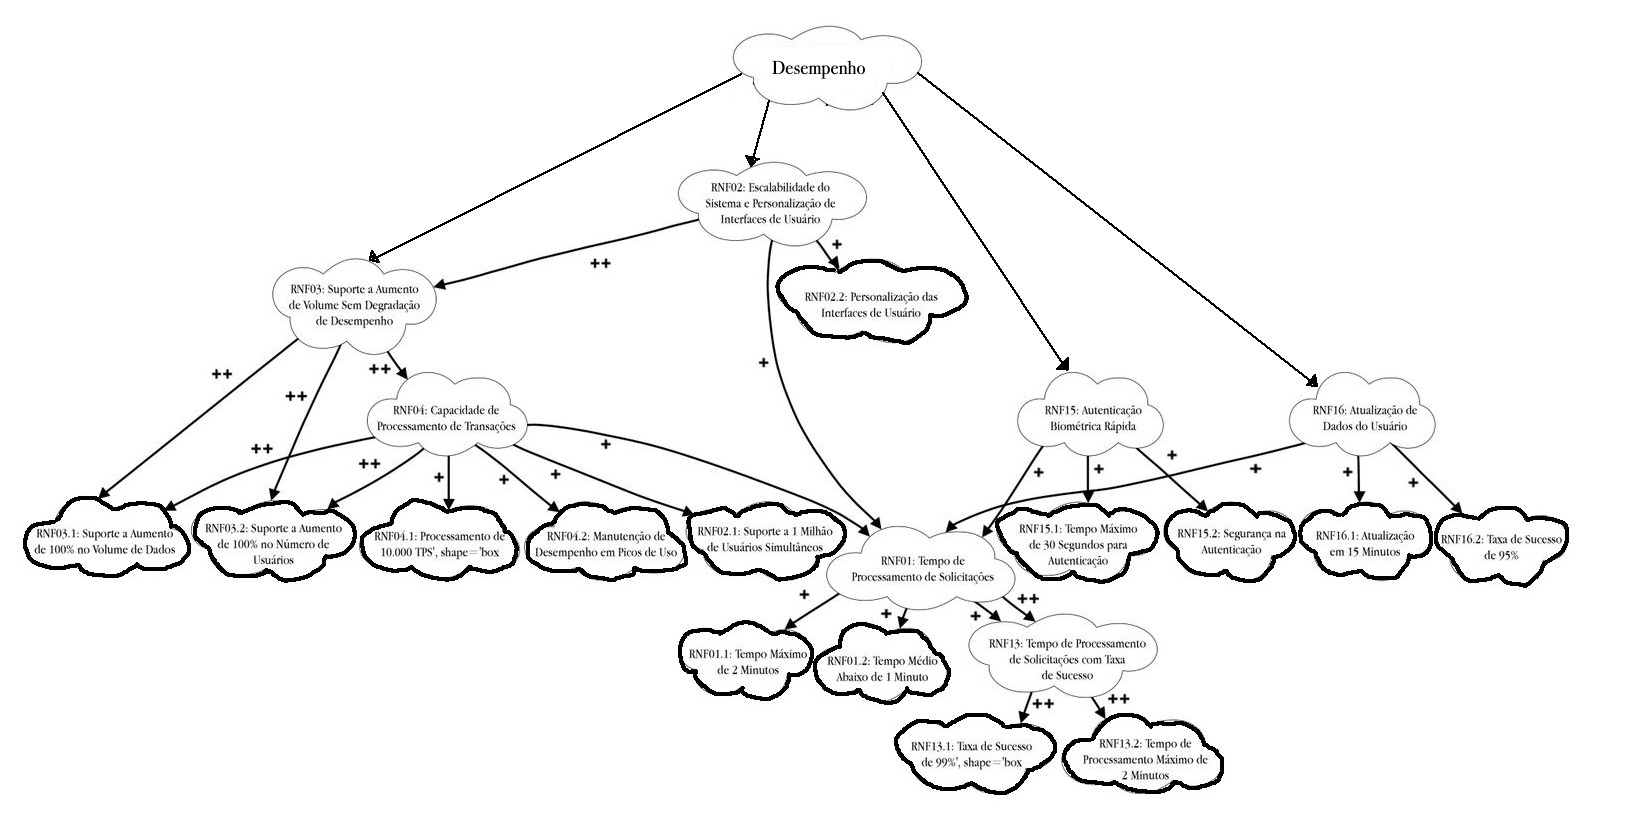 Desempenho
RNF02: Escalabilidade do
Sistema e Personalização de
Interfaces de Usuário
+
++
RNF02.2: Personalização das
Interfaces de Usuário
RNF03: Suporte a Aumento
de Volume Sem Degradação
de Desempenho
+
++
++
++
RNF04: Capacidade de
Processamento de Transações
RNF15: Autenticação
Biométrica Rápida
RNF16: Atualização de
Dados do Usuário
++
++
+
+
+
+
+
+
+
+
+
+
RNF03.1: Suporte a Aumento
de 100% no Volume de Dados
RNF03.2: Suporte a Aumento
de 100% no Número de
Usuários
RNF04.1: Processamento de
10.000 TPS', shape='box
RNF04.2: Manutenção de
Desempenho em Picos de Uso
RNF02.1: Suporte a 1 Milhão
de Usuários Simultâneos
RNF01: Tempo de
Processamento de Solicitações
RNF15.1: Tempo Máximo
de 30 Segundos para
Autenticação
RNF15.2: Segurança na
Autenticação
RNF16.1: Atualização
em 15 Minutos
RNF16.2: Taxa de Sucesso
de 95%
+
+
+
++
RNF01.1: Tempo Máximo
de 2 Minutos
RNF01.2: Tempo Médio
Abaixo de 1 Minuto
RNF13: Tempo de Processamento
de Solicitações com Taxa
de Sucesso
++
++
RNF13.1: Taxa de Sucesso
de 99%', shape='box
RNF13.2: Tempo de
Processamento Máximo de
2 Minutos